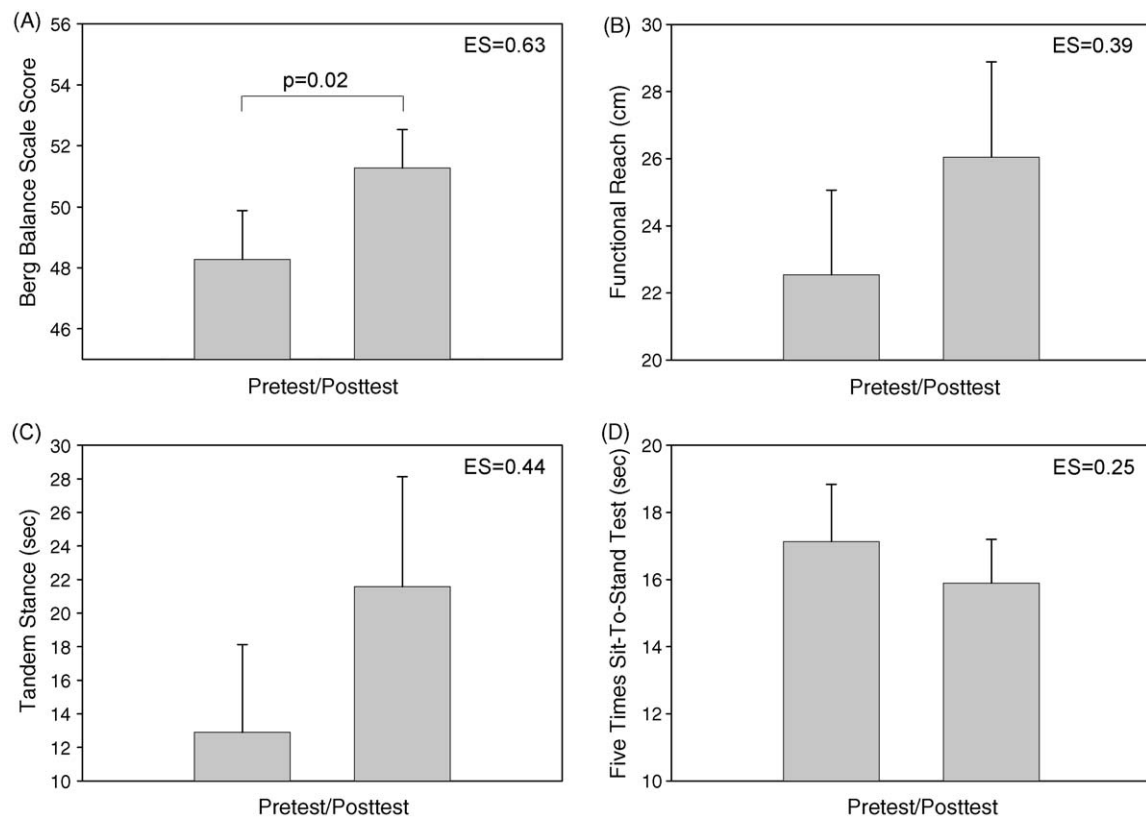 (A)
ES=0.63
p=0.02
Berg Balance Scale Score
56
54
52
50
48
46
Pretest/Posttest
(B)
ES=0.39
Functional Reach (cm)
30
28
26
24
22
20
Pretest/Posttest
(C)
ES=0.44
Tandem Stance (sec)
30
28
26
24
22
20
18
16
14
12
10
Pretest/Posttest
(D)
ES=0.25
Five Times Sit-To-Stand Test (sec)
20
18
16
14
12
10
Pretest/Posttest